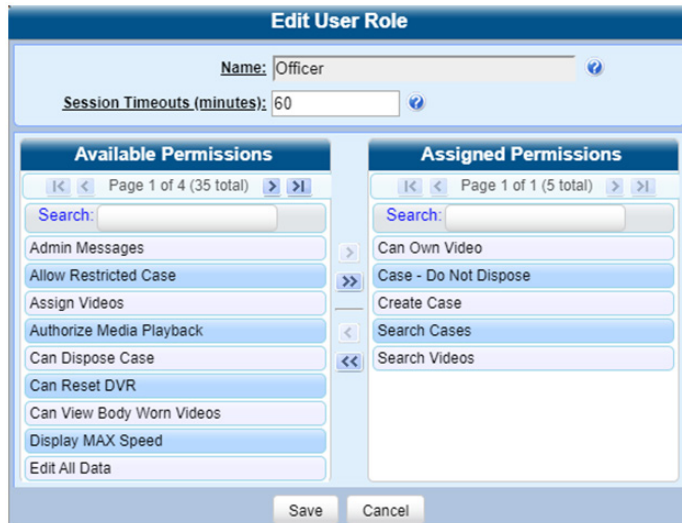 Edit User Role
Name: Officer
Session Timeouts (minutes): 60
Available Permissions
Page 1 of 4 (35 total)
Search:
Admin Messages
Allow Restricted Case
Assign Videos
Authorize Media Playback
Can Dispose Case
Can Reset DVR
Can View Body Worn Videos
Display MAX Speed
Edit All Data
Assigned Permissions
Page 1 of 1 (5 total)
Search:
Can Own Video
Case - Do Not Dispose
Create Case
Search Cases
Search Videos
Save Cancel